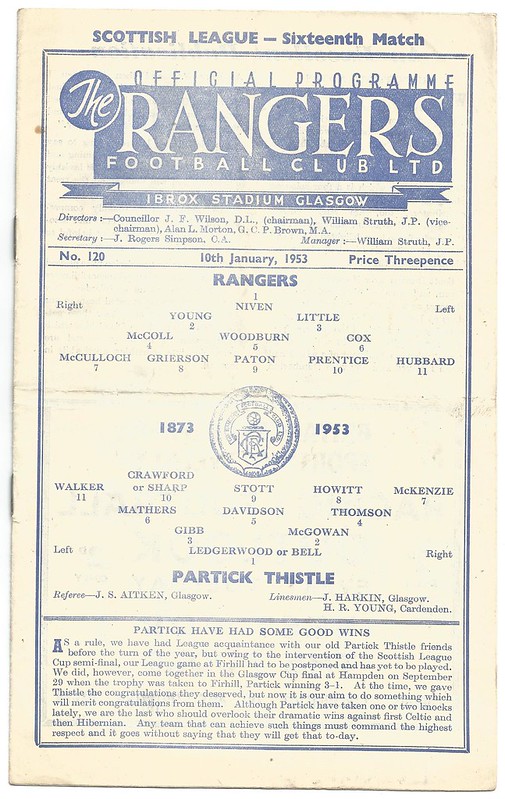 SCOTTISH LEAGUE — Sixteenth Match
OFFICIAL PROGRAMME
The RANGERS
FOOTBALL CLUB LTD
IBROX STADIUM GLASGOW
Directors :—Councillor J. F. Wilson, D.L., (chairman), William Struth, J.P. (vice-
chairman), Alan L. Morton, G. C. P. Brown, M.A.
Secretary :—J. Rogers Simpson, C.A. Manager :—William Struth, J.P.
No. 120 10th January, 1953 Price Threepence
RANGERS
1
Right NIVEN Left
YOUNG LITTLE
2 3
McCOLL WOODBURN COX
4 5 6
McCULLOCH GRIERSON PATON PRENTICE HUBBARD
7 8 9 10 11
1873 1953
CRAWFORD
WALKER or SHARP STOTT HOWITT McKENZIE
11 10 9 8 7
MATHERS DAVIDSON THOMSON
6 5 4
GIBB McGOWAN
3 2
Left LEDGERWOOD or BELL Right
1
PARTICK THISTLE
Referee—J. S. AITKEN, Glasgow. Linesmen—J. HARKIN, Glasgow.
H. R. YOUNG, Cardenden.
PARTICK HAVE HAD SOME GOOD WINS
AS a rule, we have had League acquaintance with our old Partick Thistle friends
before the turn of the year, but owing to the intervention of the Scottish League
Cup semi-final, our League game at Firhill had to be postponed and has yet to be played.
We did, however, come together in the Glasgow Cup final at Hampden on September
29 when the trophy was taken to Firhill, Partick winning 3–1. At the time, we gave
Thistle the congratulations they deserved, but now it is our aim to do something which
will merit congratulations from them. Although Partick have taken one or two knocks
lately, we are the last who should overlook their dramatic wins against first Celtic and
then Hibernian. Any team that can achieve such things must command the highest
respect and it goes without saying that they will get that to-day.